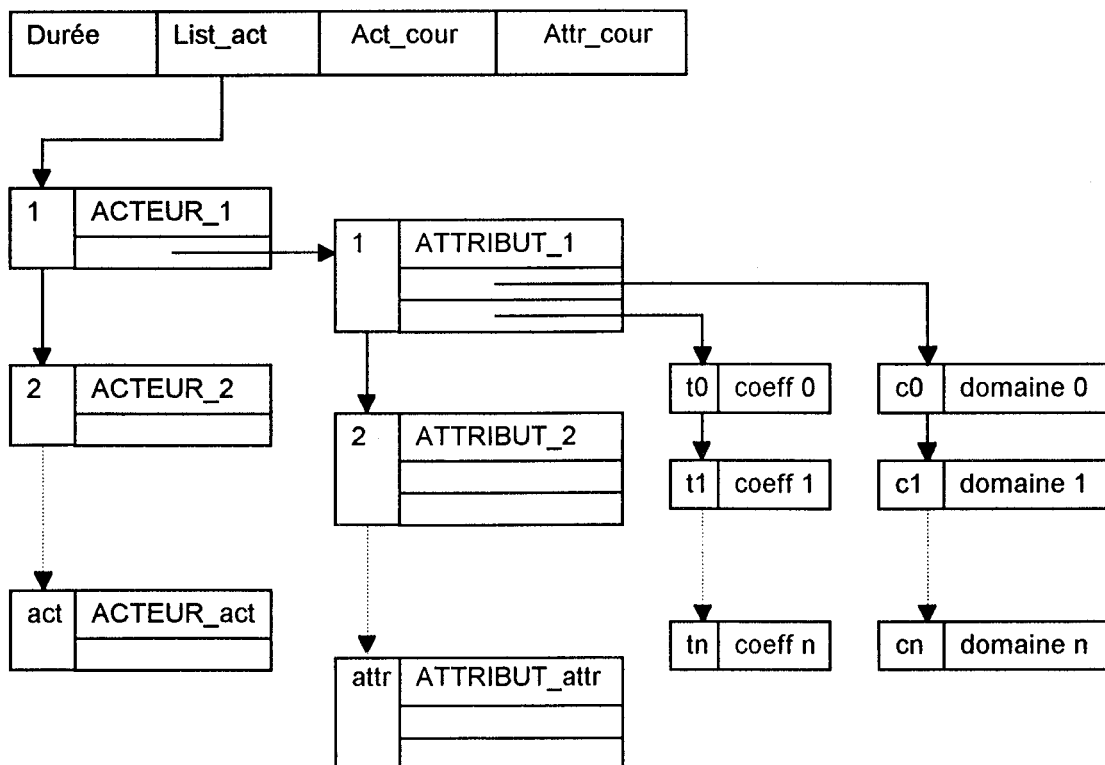 Durée List_act Act_cour Attr_cour
1 ACTEUR_1
1 ATTRIBUT_1
2 ACTEUR_2
t0 coeff 0
c0 domaine 0
2 ATTRIBUT_2
t1 coeff 1
c1 domaine 1
act ACTEUR_act
tn coeff n
cn domaine n
attr ATTRIBUT_attr